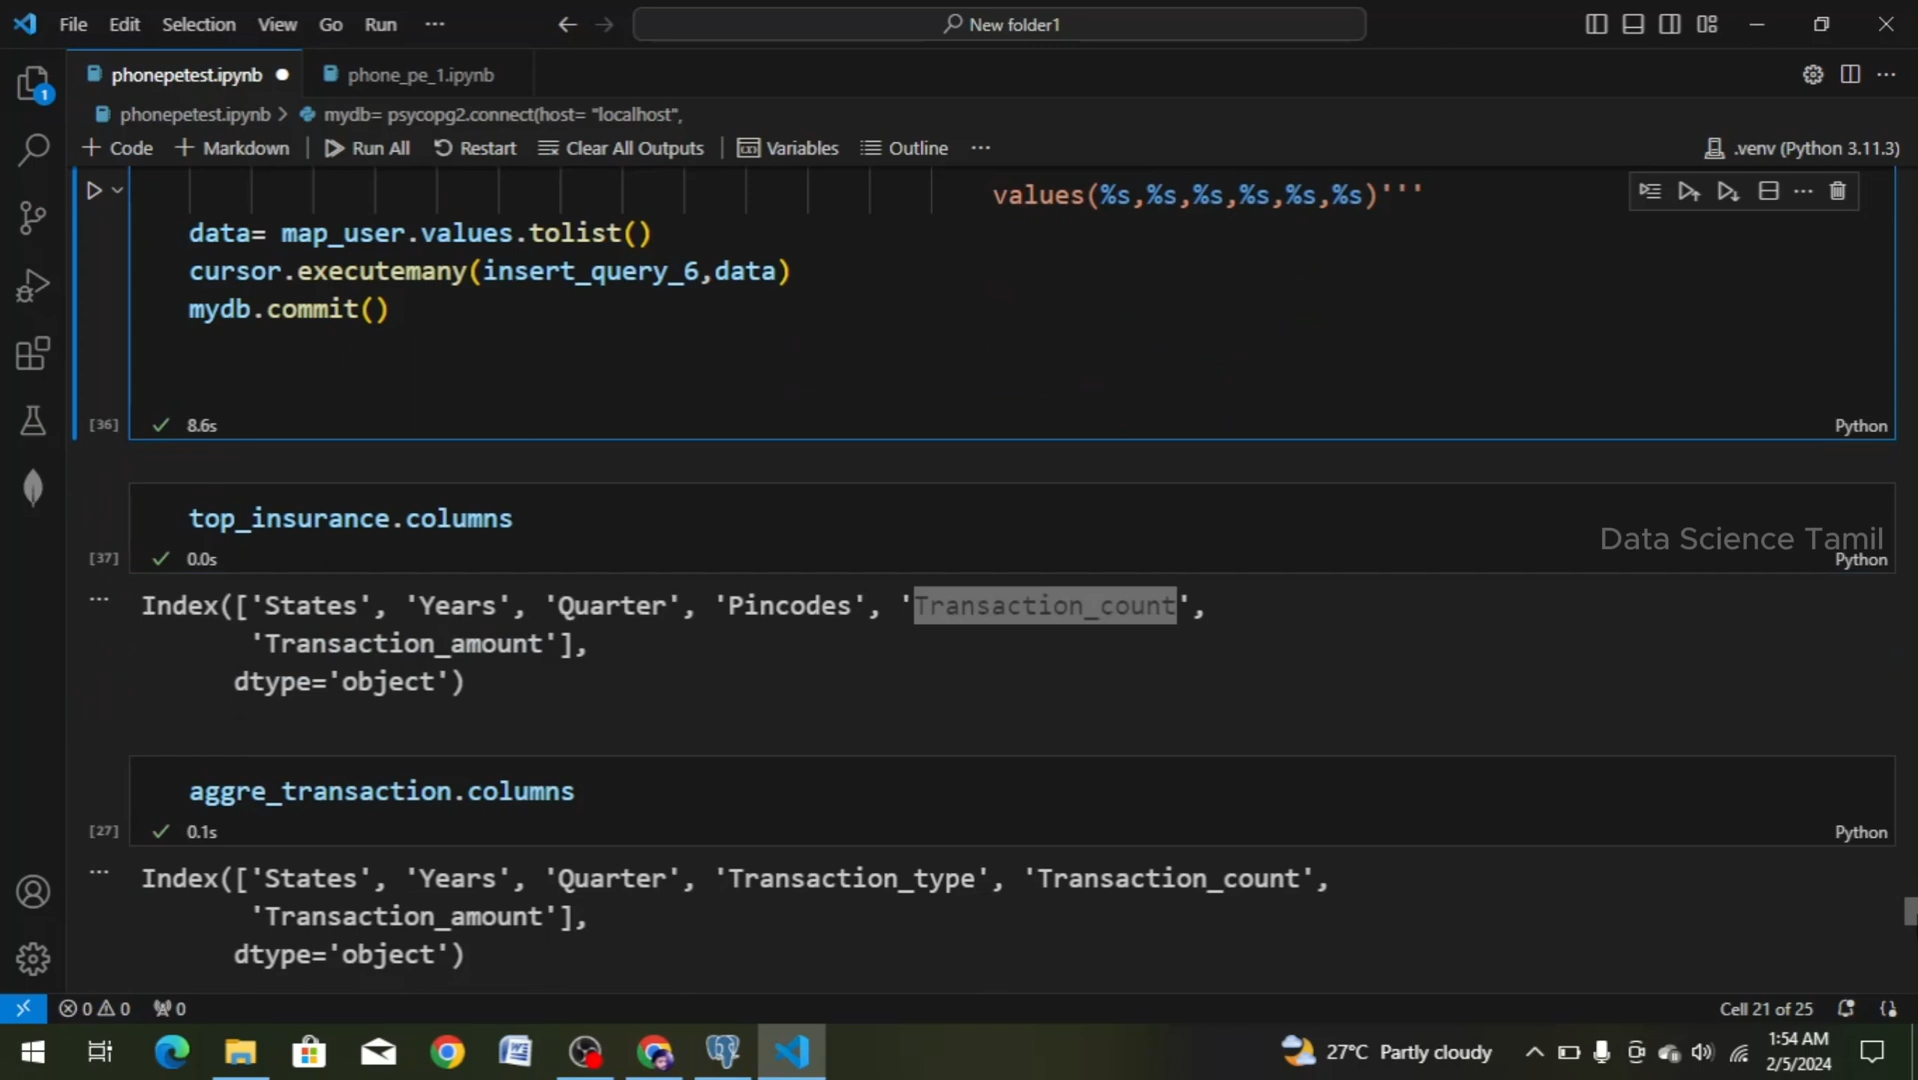 File Edit Selection View Go Run ···
New folder1
phonepetest.ipynb
phone_pe_1.ipynb
phonepetest.ipynb > mydb= psycopg2.connect(host= "localhost",
+ Code + Markdown Run All Restart Clear All Outputs Variables Outline ···
.venv (Python 3.11.3)
values(%s,%s,%s,%s,%s,%s)'''
data= map_user.values.tolist()
cursor.executemany(insert_query_6,data)
mydb.commit()
[36] 8.6s Python
top_insurance.columns
Data Science Tamil
[37] 0.0s Python
Index(['States', 'Years', 'Quarter', 'Pincodes', 'Transaction_count',
'Transaction_amount'],
dtype='object')
aggre_transaction.columns
[27] 0.1s Python
Index(['States', 'Years', 'Quarter', 'Transaction_type', 'Transaction_count',
'Transaction_amount'],
dtype='object')
1
0 0 0
Cell 21 of 25
27°C Partly cloudy
1:54 AM
2/5/2024